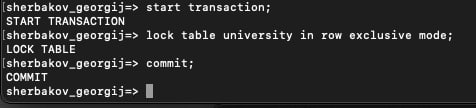 [sherbakov_georgij=> start transaction;
START TRANSACTION
[sherbakov_georgij=> lock table university in row exclusive mode;
LOCK TABLE
[sherbakov_georgij=> commit;
COMMIT
sherbakov_georgij=>